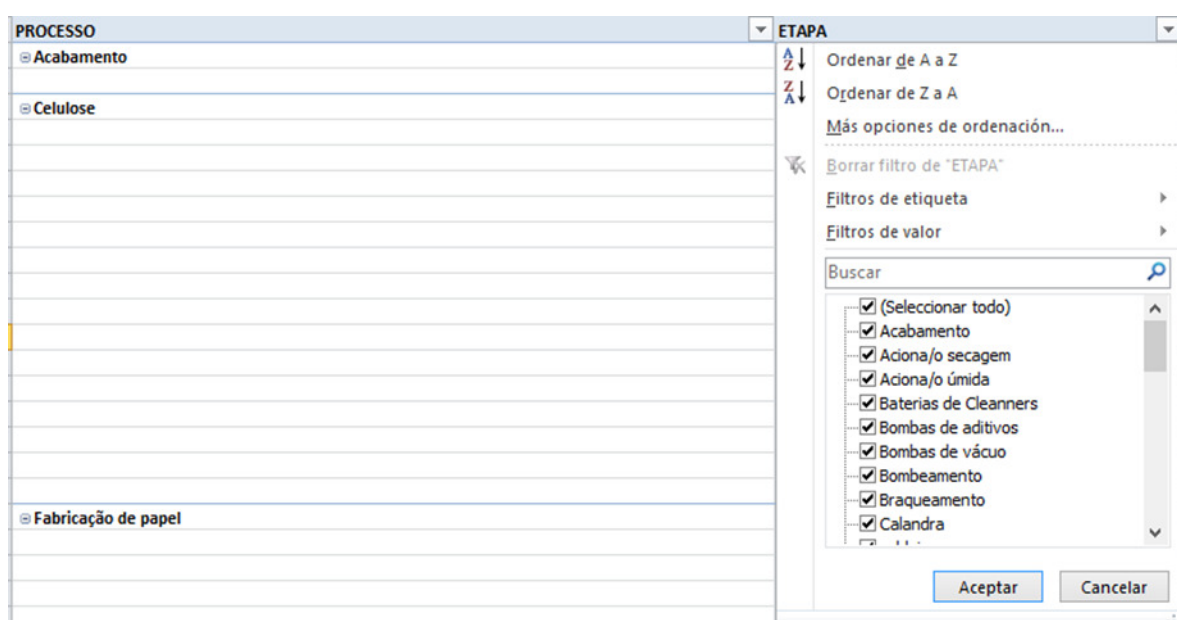 PROCESSO
ETAPA
Acabamento
Celulose
Fabricação de papel
Ordenar de A a Z
Ordenar de Z a A
Más opciones de ordenación...
Borrar filtro de "ETAPA"
Filtros de etiqueta
Filtros de valor
Buscar
(Seleccionar todo)
Acabamento
Aciona/o secagem
Aciona/o úmida
Baterias de Cleanners
Bombas de aditivos
Bombas de vácuo
Bombeamento
Braqueamento
Calandra
Aceptar
Cancelar